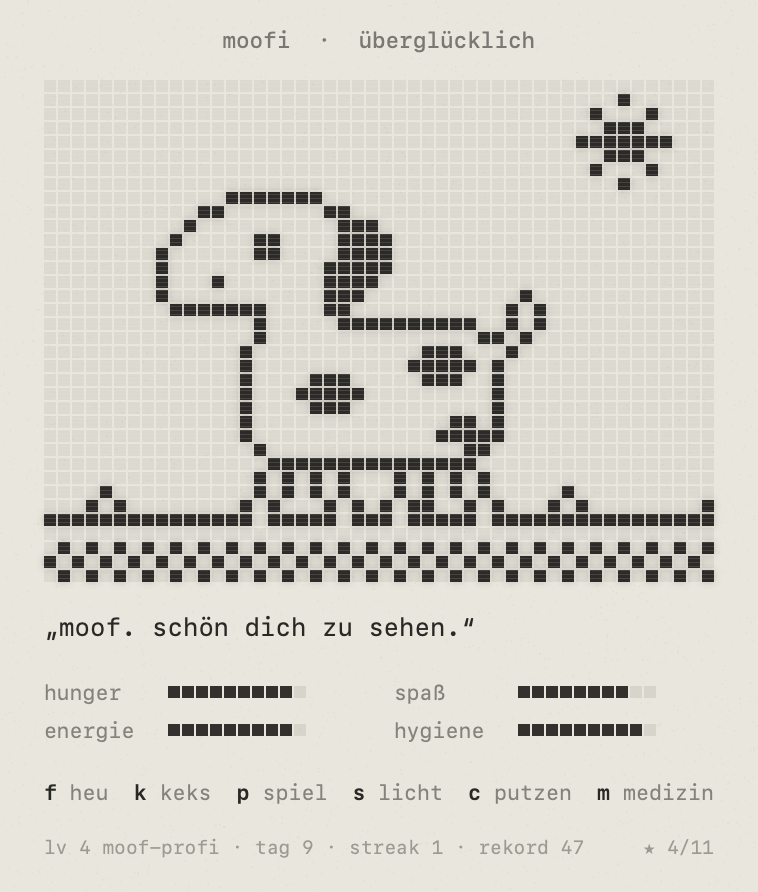 moofi · überglücklich
„moof. schön dich zu sehen.“
hunger spaß
energie hygiene
f heu k keks p spiel s licht c putzen m medizin
lv 4 moof—profi · tag 9 · streak 1 · rekord 47 ★ 4/11